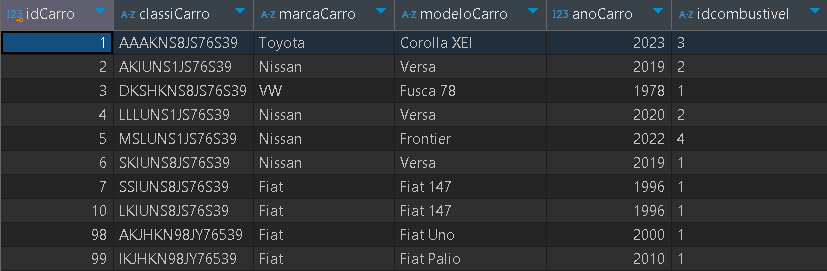 123 idCarro A-Z classiCarro A-Z marcaCarro A-Z modeloCarro 123 anoCarro A-Z idcombustivel
1 AAAKNS8JS76S39 Toyota Corolla XEI 2023 3
2 AKIUNS1JS76S39 Nissan Versa 2019 2
3 DKSHKNS8JS76S39 VW Fusca 78 1978 1
4 LLLUNS1JS76S39 Nissan Versa 2020 2
5 MSLUNS1JS76S39 Nissan Frontier 2022 4
6 SKIUNS8JS76S39 Nissan Versa 2019 1
7 SSIUNS8JS76S39 Fiat Fiat 147 1996 1
10 LKIUNS8JS76S39 Fiat Fiat 147 1996 1
98 AKJHKN98JY76539 Fiat Fiat Uno 2000 1
99 IKJHKN98JY76539 Fiat Fiat Palio 2010 1